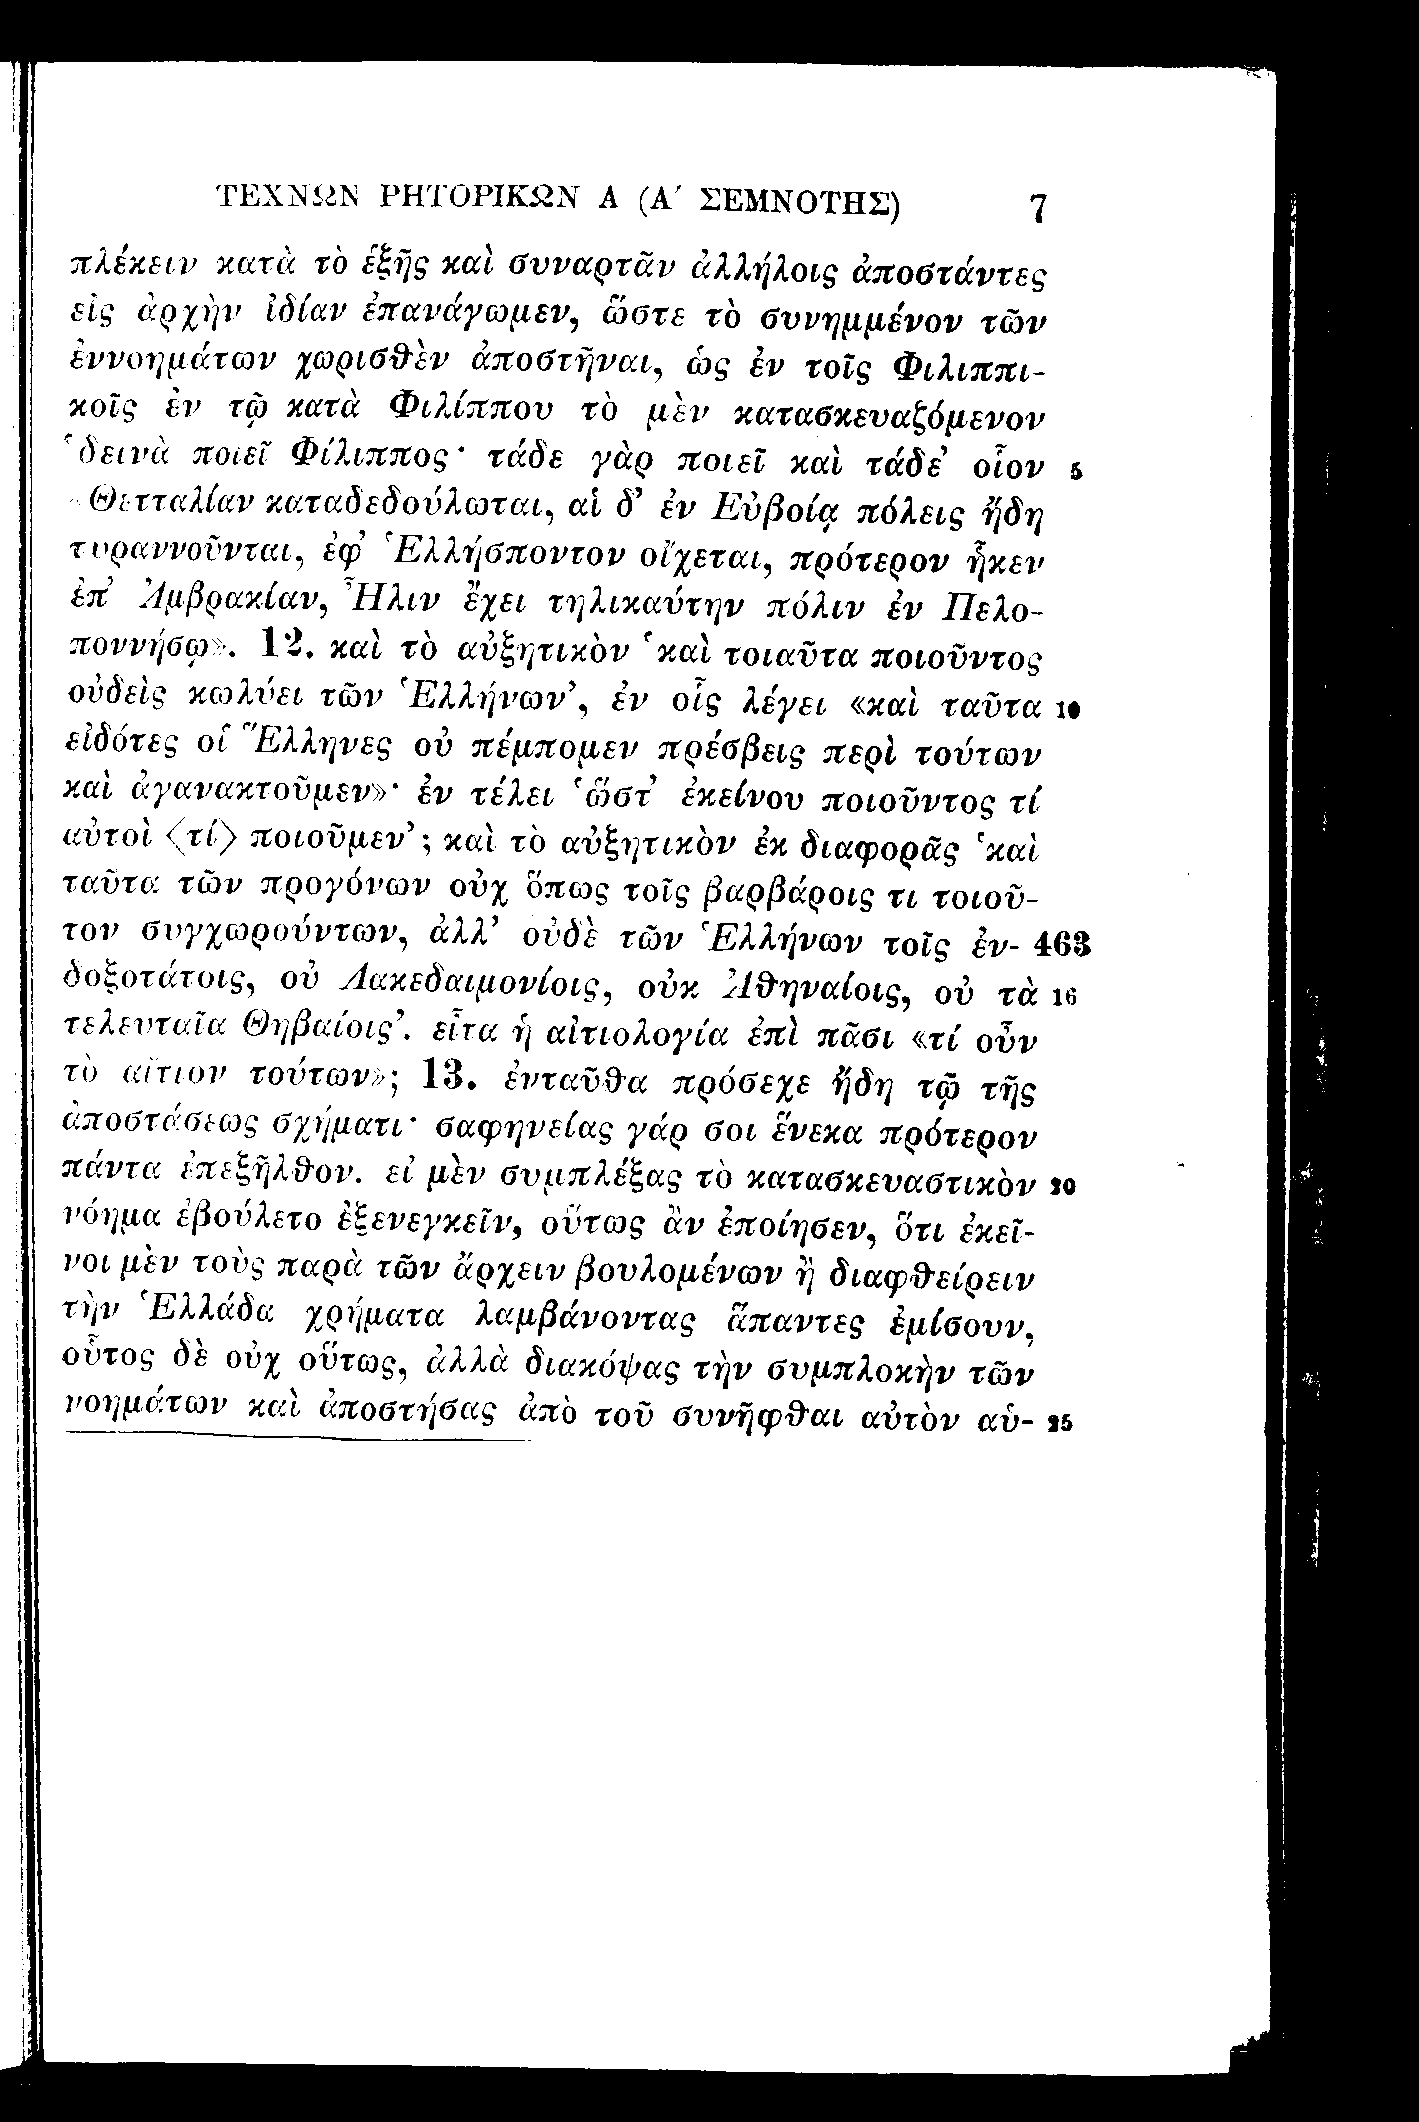 ΤΕΧΝΩΝ ΡΗΤΟΡΙΚΩΝ Α (Α΄ ΣΕΜΝΟΤΗΣ) 7
πλέκειν κατὰ τὸ ἑξῆς καὶ συναρτᾶν ἀλλήλοις ἀποστάντες
εἰς ἀρχὴν ἰδίαν ἐπανάγωμεν, ὥστε τὸ συνημμένον τῶν
ἐννοημάτων χωρισθὲν ἀποστῆναι, ὡς ἐν τοῖς Φιλιππι-
κοῖς ἐν τῷ κατὰ Φιλίππου τὸ μὲν κατασκευαζόμενον
‘δεινὰ ποιεῖ Φίλιππος· τάδε γὰρ ποιεῖ καὶ τάδε’ οἷον 5
«Θετταλίαν καταδεδούλωται, αἱ δ’ ἐν Εὐβοίᾳ πόλεις ἤδη
τυραννοῦνται, ἐφ’ Ἑλλήσποντον οἴχεται, πρότερον ἧκεν
ἐπ’ Ἀμβρακίαν, Ἦλιν ἔχει τηλικαύτην πόλιν ἐν Πελο-
ποννήσῳ». 12. καὶ τὸ αὐξητικὸν ‘καὶ τοιαῦτα ποιοῦντος
οὐδεὶς κωλύει τῶν Ἑλλήνων’, ἐν οἷς λέγει «καὶ ταῦτα 10
εἰδότες οἱ Ἕλληνες οὐ πέμπομεν πρέσβεις περὶ τούτων
καὶ ἀγανακτοῦμεν»· ἐν τέλει ‘ὥστ’ ἐκείνου ποιοῦντος τί
αὐτοὶ ⟨τί⟩ ποιοῦμεν’; καὶ τὸ αὐξητικὸν ἐκ διαφορᾶς ‘καὶ
ταῦτα τῶν προγόνων οὐχ ὅπως τοῖς βαρβάροις τι τοιοῦ-
τον συγχωρούντων, ἀλλ’ οὐδὲ τῶν Ἑλλήνων τοῖς ἐν- 463
δοξοτάτοις, οὐ Λακεδαιμονίοις, οὐκ Ἀθηναίοις, οὐ τὰ 16
τελευταῖα Θηβαίοις’. εἶτα ἡ αἰτιολογία ἐπὶ πᾶσι «τί οὖν
τὸ αἴτιον τούτων»; 13. ἐνταῦθα πρόσεχε ἤδη τῷ τῆς
ἀποστάσεως σχήματι· σαφηνείας γάρ σοι ἕνεκα πρότερον
πάντα ἐπεξῆλθον. εἰ μὲν συμπλέξας τὸ κατασκευαστικὸν 20
νόημα ἐβούλετο ἐξενεγκεῖν, οὕτως ἂν ἐποίησεν, ὅτι ἐκεῖ-
νοι μὲν τοὺς παρὰ τῶν ἄρχειν βουλομένων ἢ διαφθείρειν
τὴν Ἑλλάδα χρήματα λαμβάνοντας ἅπαντες ἐμίσουν,
οὗτος δὲ οὐχ οὕτως, ἀλλὰ διακόψας τὴν συμπλοκὴν τῶν
νοημάτων καὶ ἀποστήσας ἀπὸ τοῦ συνῆφθαι αὐτὸν αὑ- 25